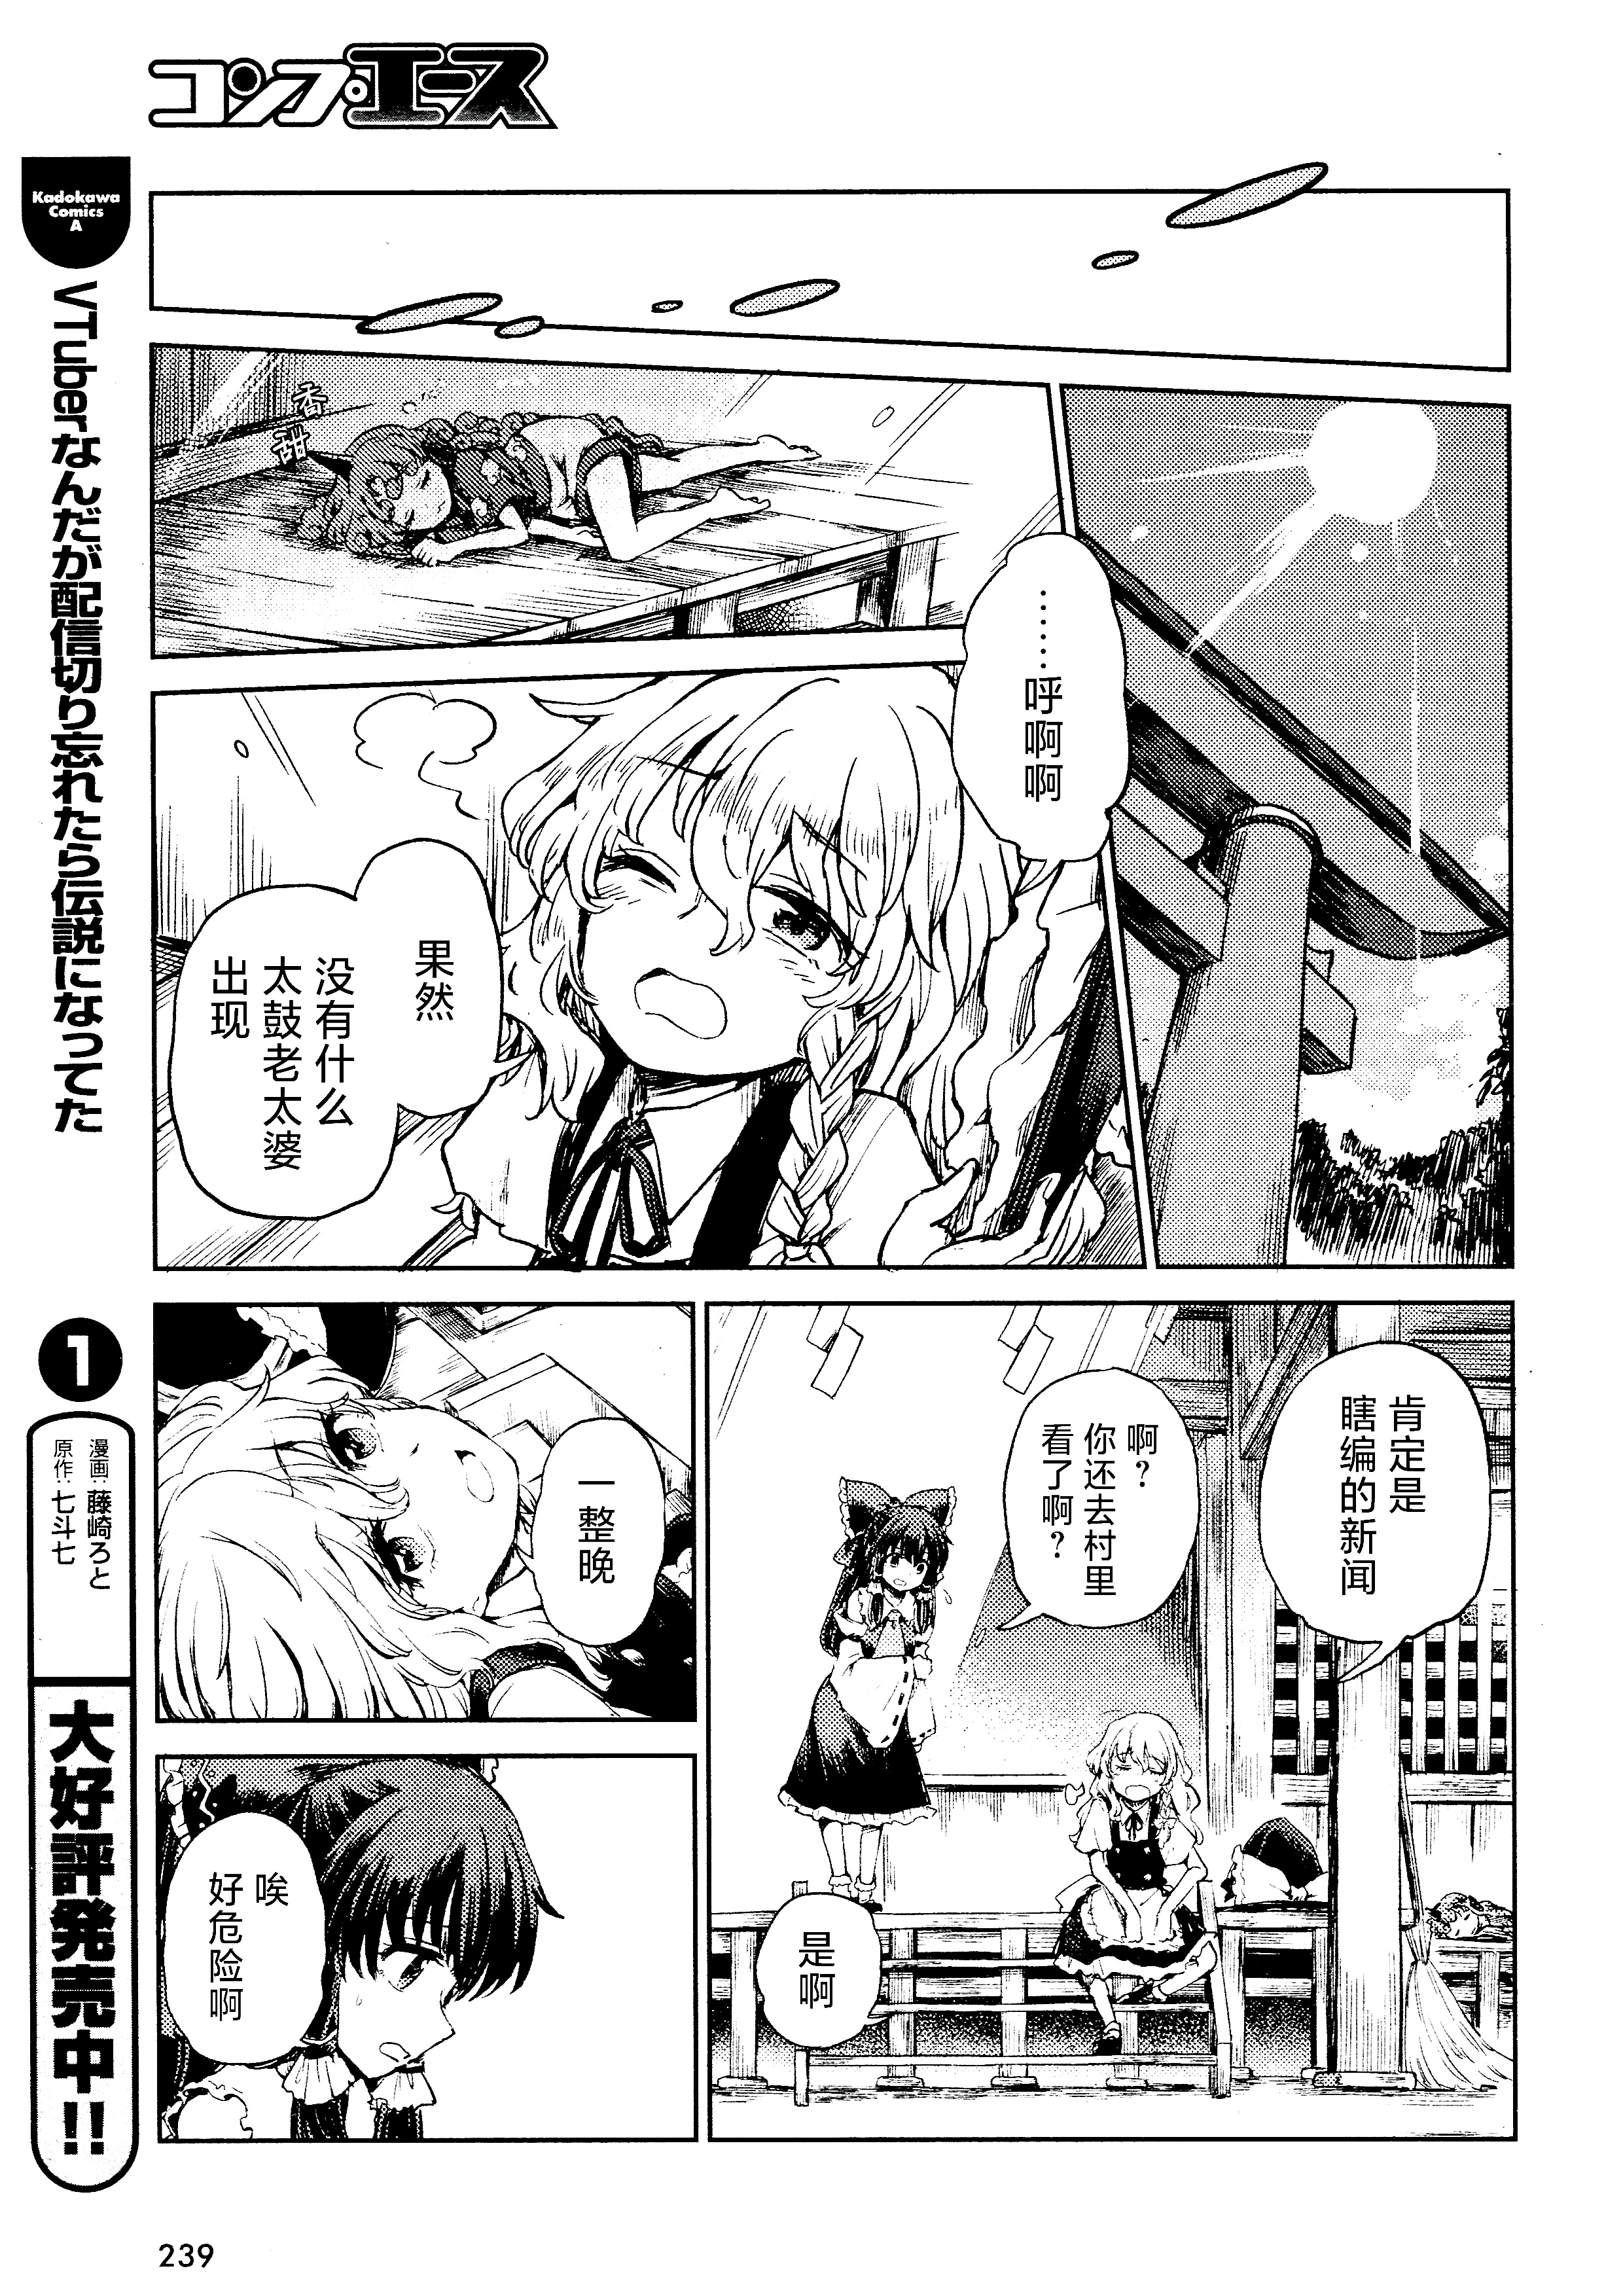 コンプエース
Kadokawa
Comics
A
VTuberなんだが配信切り忘れたら伝説になってた
1
漫画:藤崎ろと
原作:七斗七
大好評発売中!!
香
甜
……呼啊啊
果然
没有什么
太鼓老太婆
出现
肯定是
瞎编的新闻
啊?
你还去村里
看了啊?
是啊
一整晚
唉
好危险啊
239